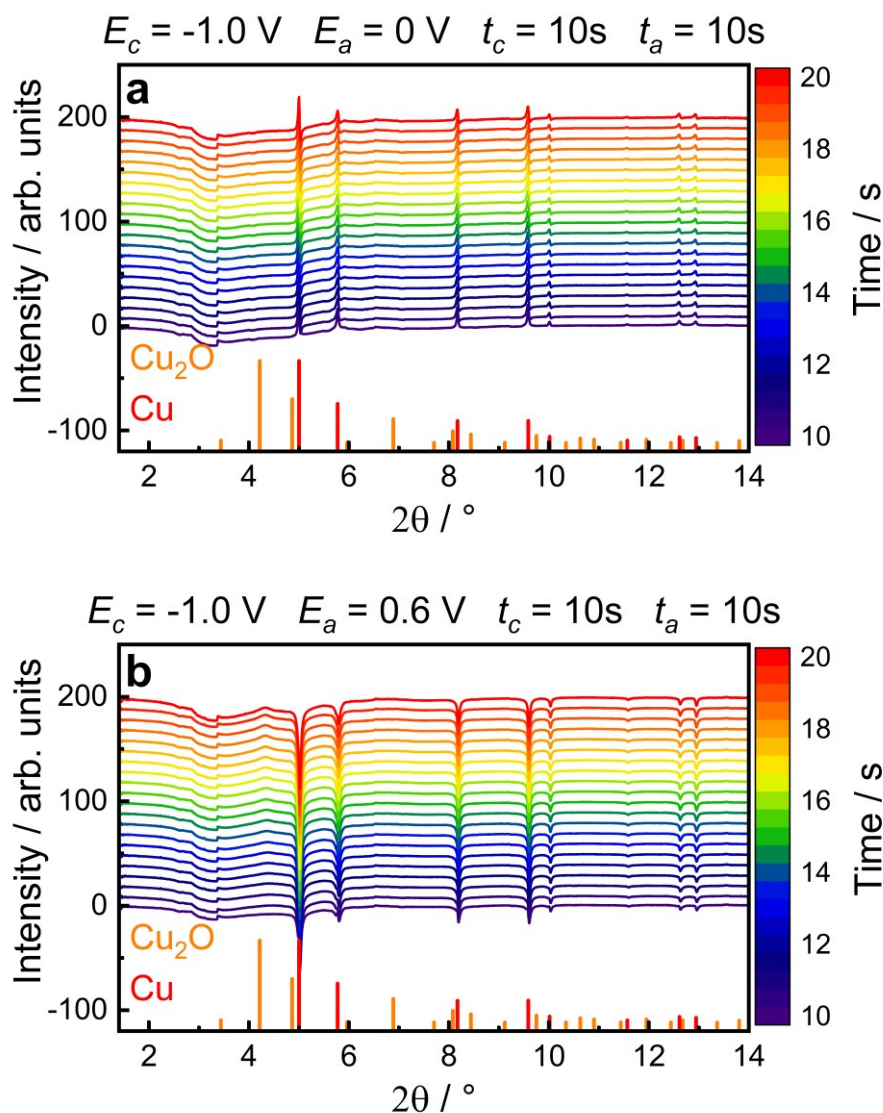 E_c = -1.0 V E_a = 0 V t_c = 10s t_a = 10s
a
200
100
0
-100
Intensity / arb. units
Cu₂O
Cu
2 4 6 8 10 12 14
2θ / °
20
18
16
14
12
10
Time / s
E_c = -1.0 V E_a = 0.6 V t_c = 10s t_a = 10s
b
200
100
0
-100
Intensity / arb. units
Cu₂O
Cu
2 4 6 8 10 12 14
2θ / °
20
18
16
14
12
10
Time / s